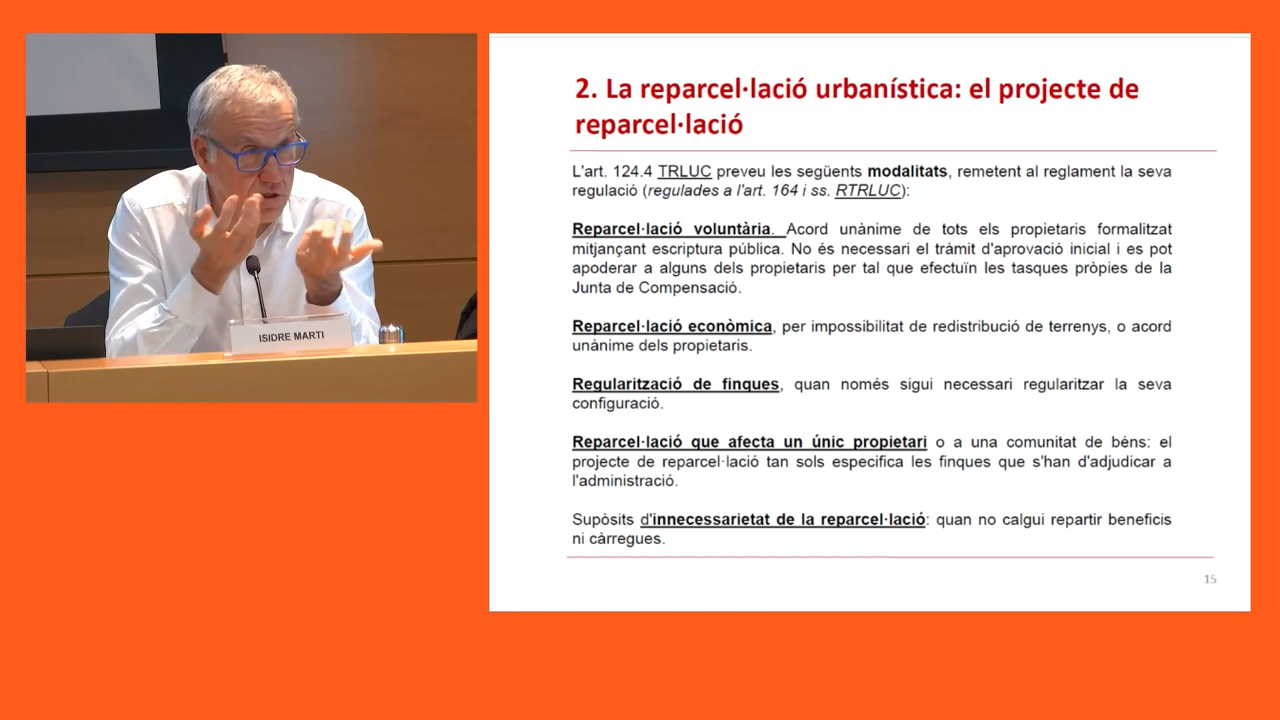 ISIDRE MARTI
2. La reparcel·lació urbanística: el projecte de
reparcel·lació
L'art. 124.4 TRLUC preveu les següents modalitats, remetent al reglament la seva
regulació (regulades a l'art. 164 i ss. RTRLUC):
Reparcel·lació voluntària. Acord unànime de tots els propietaris formalitzat
mitjançant escriptura pública. No és necessari el tràmit d'aprovació inicial i es pot
apoderar a alguns dels propietaris per tal que efectuïn les tasques pròpies de la
Junta de Compensació.
Reparcel·lació econòmica, per impossibilitat de redistribució de terrenys, o acord
unànime dels propietaris.
Regularització de finques, quan només sigui necessari regularitzar la seva
configuració.
Reparcel·lació que afecta un únic propietari o a una comunitat de béns: el
projecte de reparcel·lació tan sols especifica les finques que s'han d'adjudicar a
l'administració.
Supòsits d'innecessarietat de la reparcel·lació: quan no calgui repartir beneficis
ni càrregues.
15